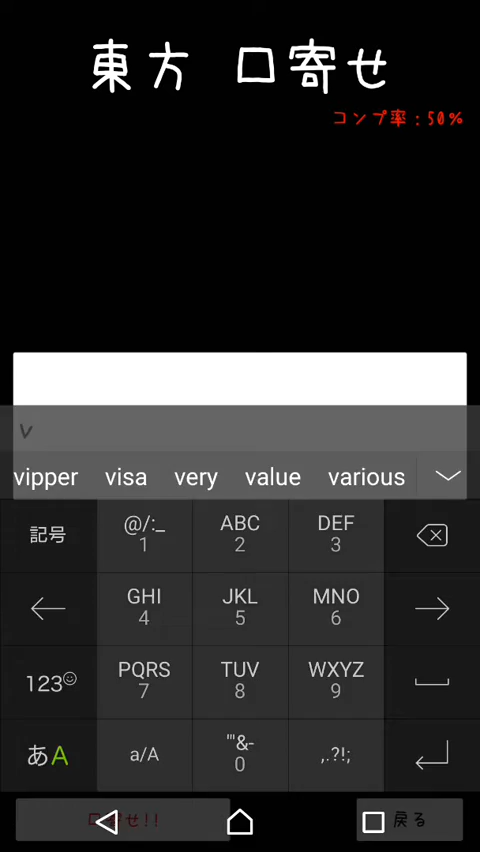 東方 口寄せ
コンプ率：50%
v
vipper visa very value various
記号 @/:_ 1 ABC 2 DEF 3
GHI 4 JKL 5 MNO 6
123 PQRS 7 TUV 8 WXYZ 9
あA a/A '"&- 0 ,.?!;
口寄せ!! 戻る